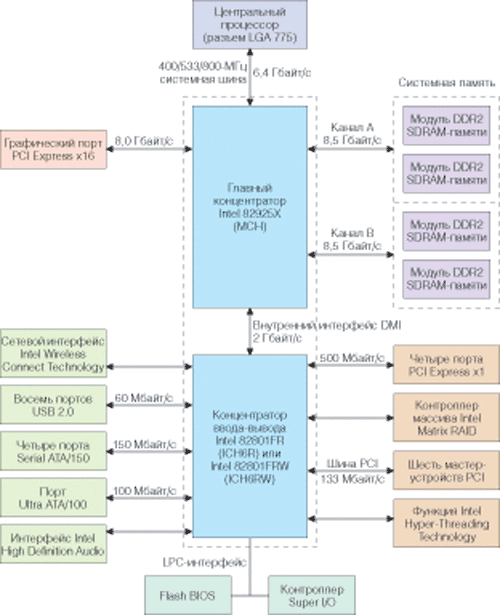 Центральный
процессор
(разъем LGA 775)
400/533/800-МГц
системная шина
6,4 Гбайт/с
Системная память
Графический порт
PCI Express x16
8,0 Гбайт/с
Главный
концентратор
Intel 82925X
(MCH)
Канал A
8,5 Гбайт/с
Модуль DDR2
SDRAM-памяти
Модуль DDR2
SDRAM-памяти
Канал B
8,5 Гбайт/с
Модуль DDR2
SDRAM-памяти
Модуль DDR2
SDRAM-памяти
Внутренний интерфейс DMI
2 Гбайт/с
Сетевой интерфейс
Intel Wireless
Connect Technology
Восемь портов
USB 2.0
60 Мбайт/с
Четыре порта
Serial ATA/150
150 Мбайт/с
Порт
Ultra ATA/100
100 Мбайт/с
Интерфейс Intel
High Definition Audio
Концентратор
ввода-вывода
Intel 82801FR
(ICH6R) или
Intel 82801FRW
(ICH6RW)
500 Мбайт/с
Четыре порта
PCI Express x1
Контроллер
массива Intel
Matrix RAID
Шина PCI
133 Мбайт/с
Шесть мастер-
устройств PCI
Функция Intel
Hyper-Threading
Technology
LPC-интерфейс
Flash BIOS
Контроллер
Super I/O